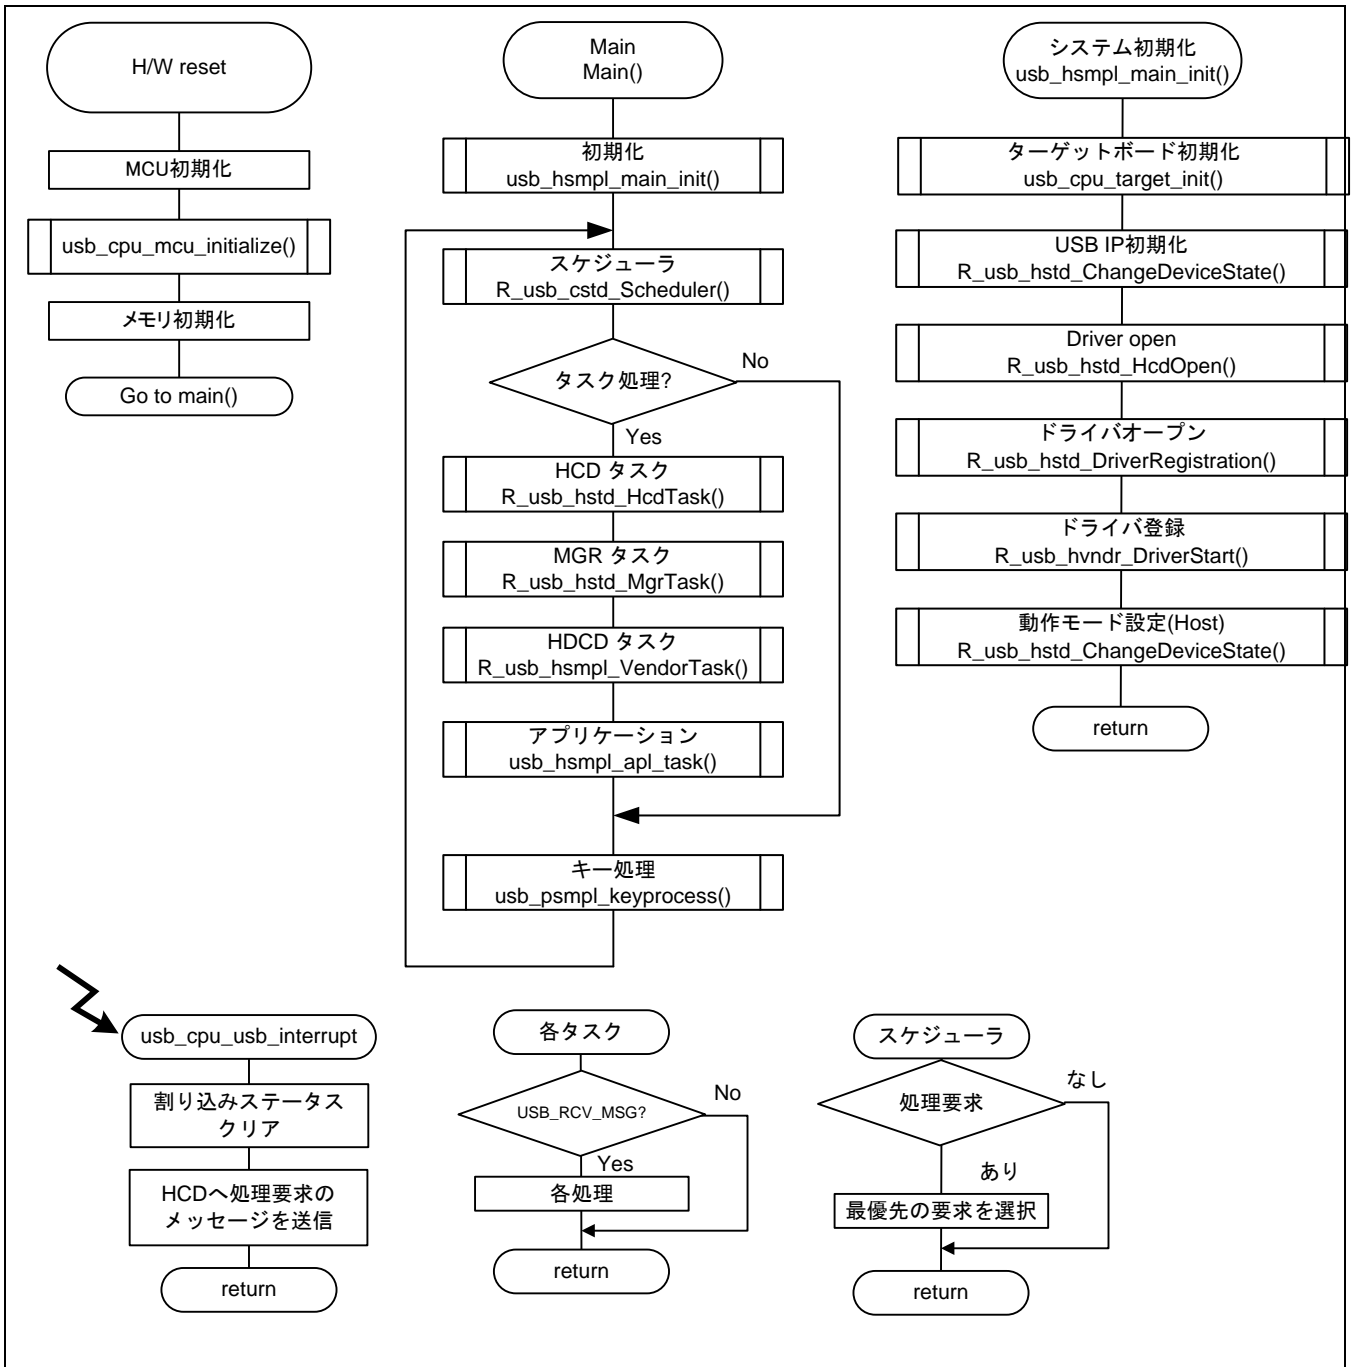 H/W reset
MCU初期化
usb_cpu_mcu_initialize()
メモリ初期化
Go to main()
Main
Main()
初期化
usb_hsmpl_main_init()
スケジューラ
R_usb_cstd_Scheduler()
タスク処理?
No
Yes
HCD タスク
R_usb_hstd_HcdTask()
MGR タスク
R_usb_hstd_MgrTask()
HDCD タスク
R_usb_hsmpl_VendorTask()
アプリケーション
usb_hsmpl_apl_task()
キー処理
usb_psmpl_keyprocess()
システム初期化
usb_hsmpl_main_init()
ターゲットボード初期化
usb_cpu_target_init()
USB IP初期化
R_usb_hstd_ChangeDeviceState()
Driver open
R_usb_hstd_HcdOpen()
ドライバオープン
R_usb_hstd_DriverRegistration()
ドライバ登録
R_usb_hvndr_DriverStart()
動作モード設定(Host)
R_usb_hstd_ChangeDeviceState()
return
usb_cpu_usb_interrupt
割り込みステータス
クリア
HCDへ処理要求の
メッセージを送信
return
各タスク
USB_RCV_MSG?
No
Yes
各処理
return
スケジューラ
処理要求
なし
あり
最優先の要求を選択
return